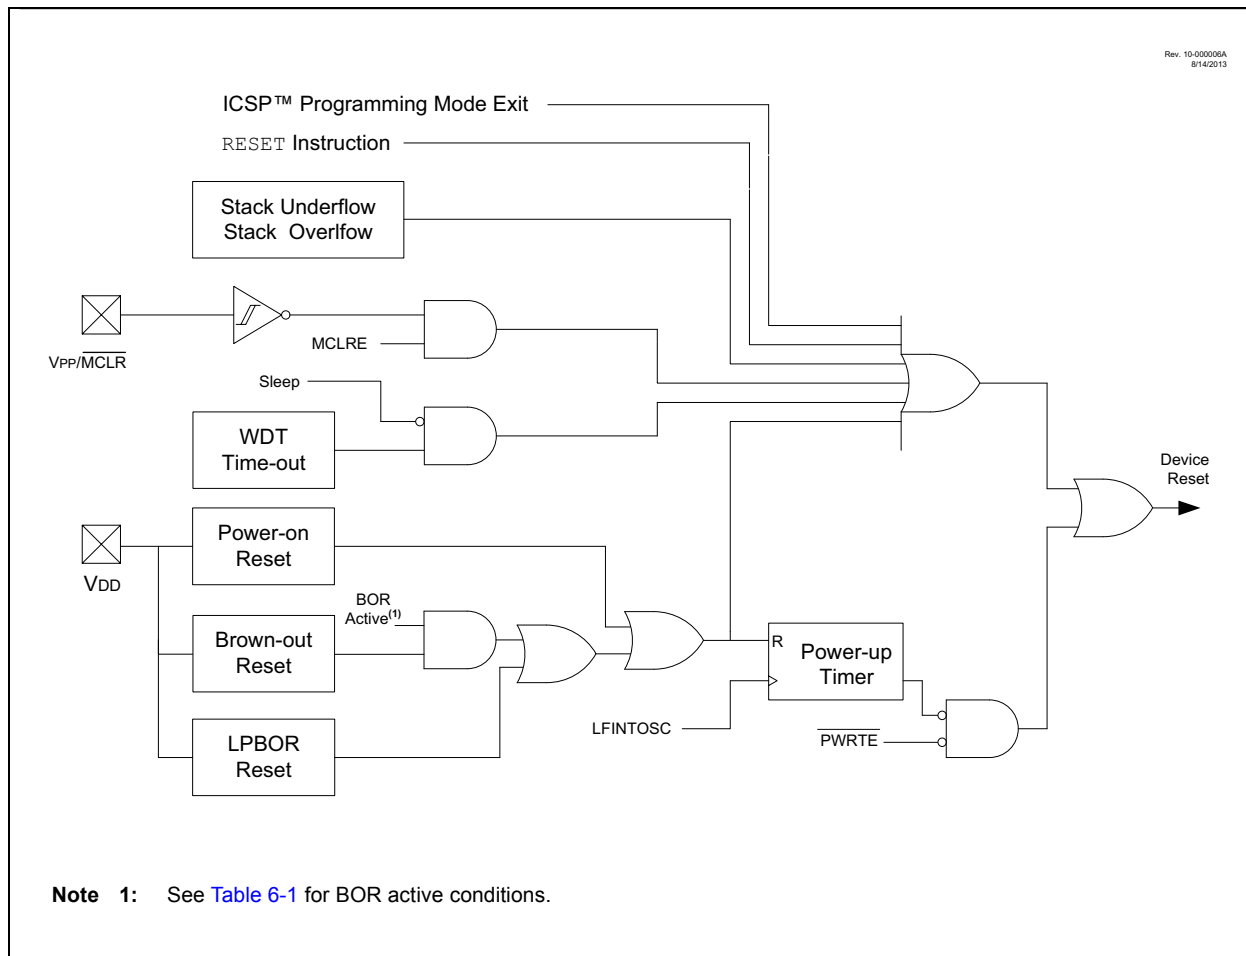 Rev. 10-000006A
8/14/2013
ICSP™ Programming Mode Exit
RESET Instruction
Stack Underflow
Stack Overlfow
VPP/M̅C̅L̅R̅
MCLRE
Sleep
WDT
Time-out
Device
Reset
VDD
Power-on
Reset
BOR
Active(1)
Brown-out
Reset
R
Power-up
Timer
LFINTOSC
P̅W̅R̅T̅E̅
LPBOR
Reset
Note 1: See Table 6-1 for BOR active conditions.